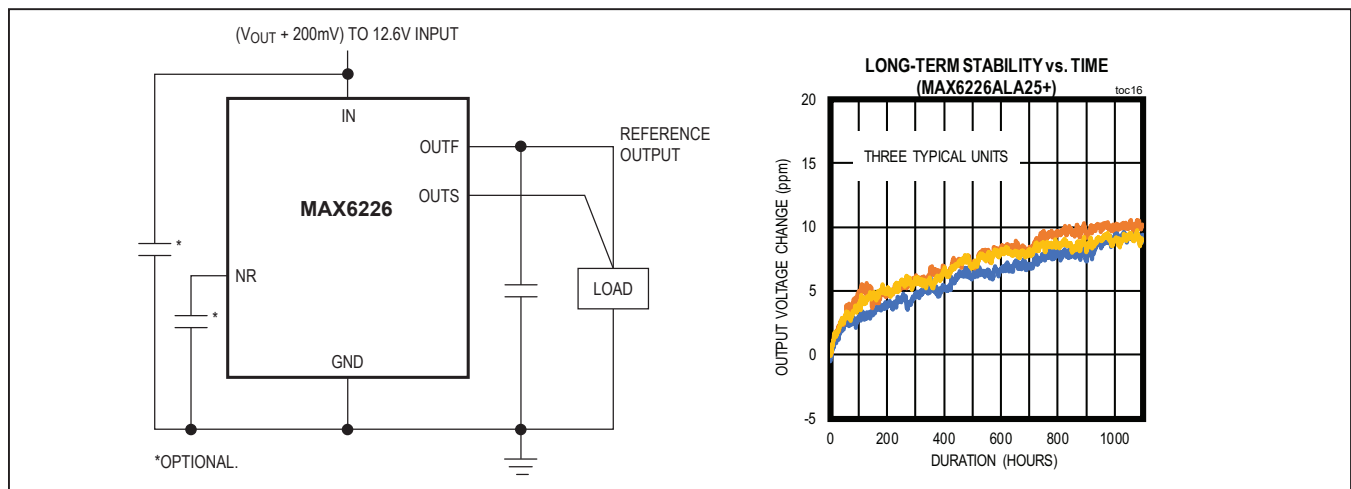 (VOUT + 200mV) TO 12.6V INPUT
IN
OUTF
REFERENCE
OUTPUT
OUTS
MAX6226
*
NR
LOAD
*
GND
*OPTIONAL.
LONG-TERM STABILITY vs. TIME
(MAX6226ALA25+)
toc16
THREE TYPICAL UNITS
OUTPUT VOLTAGE CHANGE (ppm)
20
15
10
5
0
-5
0 200 400 600 800 1000
DURATION (HOURS)